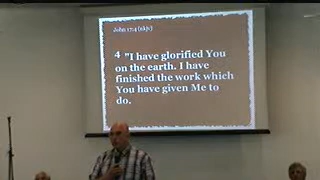 John 17:4 (nkjv)
4 "I have glorified You
on the earth. I have
finished the work which
You have given Me to
do.